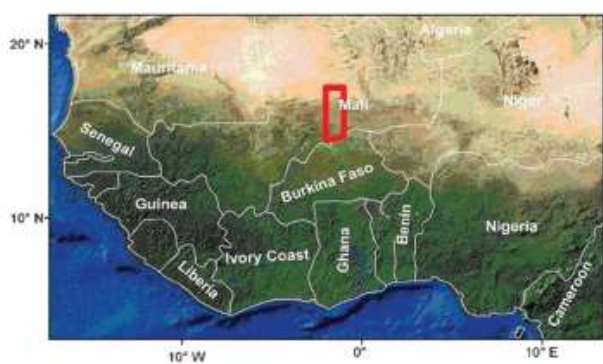 20° N
Algeria
Mauritania
Mali
Niger
Senegal
Burkina Faso
10° N
Guinea
Benin
Nigeria
Ivory Coast
Ghana
Liberia
Cameroon
10° W
0°
10° E